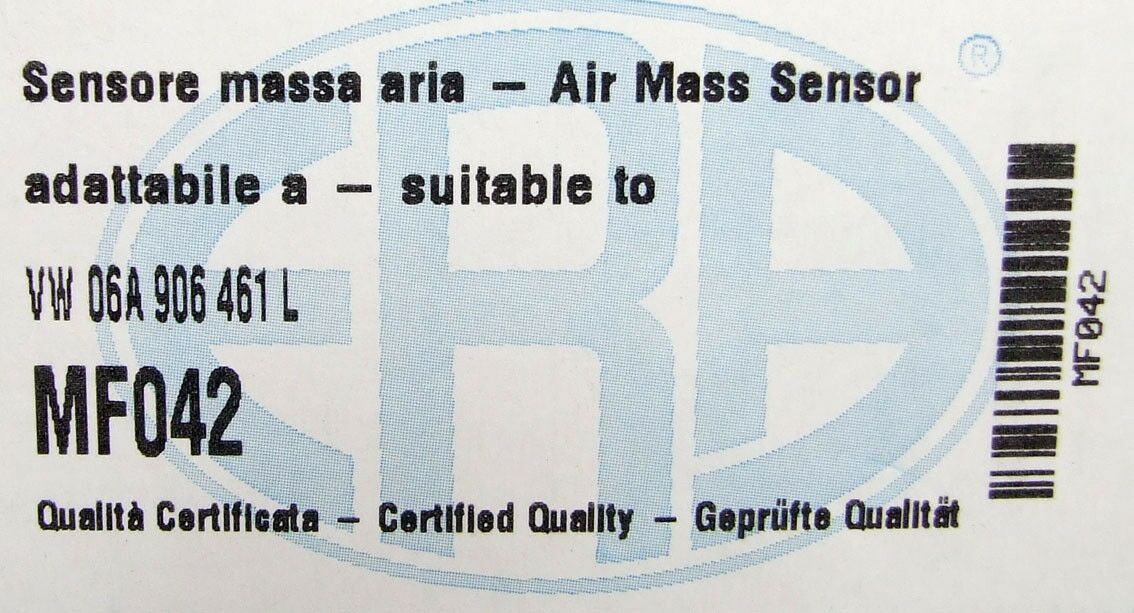 ERA ®
Sensore massa aria – Air Mass Sensor
adattabile a – suitable to
VW 06A 906 461 L
MF042
Qualità Certificata – Certified Quality – Geprüfte Qualität
MF042